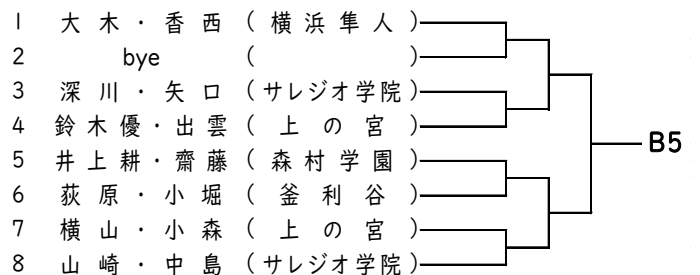 1 大木・香西 (横浜隼人)
2 bye ( )
3 深川・矢口 (サレジオ学院)
4 鈴木優・出雲 (上の宮)
B5
5 井上耕・齋藤 (森村学園)
6 荻原・小堀 (釜利谷)
7 横山・小森 (上の宮)
8 山崎・中島 (サレジオ学院)